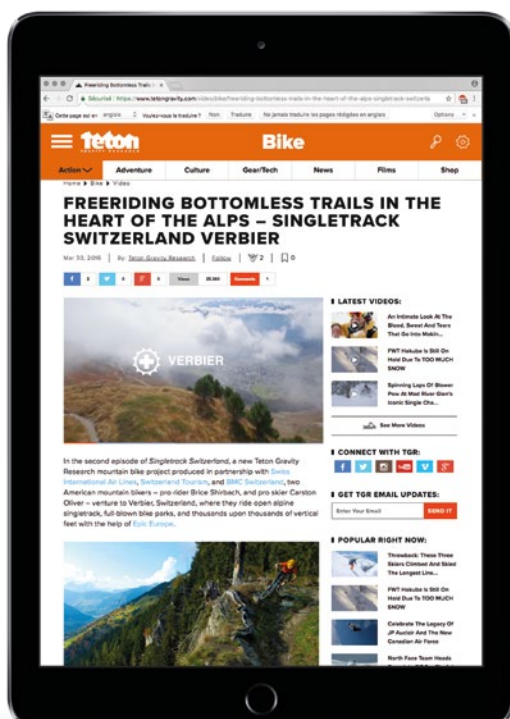 Freeriding Bottomless Trails
Sécurisé https://www.tetongravity.com/video/bike/freeriding-bottomless-trails-in-the-heart-of-the-alps-singletrack-switzerla
Cette page est en anglais Voulez-vous la traduire ? Non Traduire Ne jamais traduire les pages rédigées en anglais Options
teton
GRAVITY RESEARCH
Bike
Action Adventure Culture Gear/Tech News Films Shop
Home Bike Video
FREERIDING BOTTOMLESS TRAILS IN THE
HEART OF THE ALPS – SINGLETRACK
SWITZERLAND VERBIER
By: Teton Gravity Research | Follow | 2 | 0
Views Comments 1
VERBIER
In the second episode of Singletrack Switzerland, a new Teton Gravity
Research mountain bike project produced in partnership with Swiss
International Air Lines, Switzerland Tourism, and BMC Switzerland, two
American mountain bikers – pro rider Brice Shirbach, and pro skier Carston
Oliver – venture to Verbier, Switzerland, where they ride open alpine
singletrack, full-blown bike parks, and thousands upon thousands of vertical
feet with the help of Epic Europe.
LATEST VIDEOS:
An Intimate Look At The
Blood, Sweat And Tears
That Go Into Makin...
FWT Hakuba Is Still On
Hold Due To TOO MUCH
SNOW
Spinning Laps Of Blower
Pow At Mad River Glen's
Iconic Single Cha...
See More Videos
CONNECT WITH TGR:
GET TGR EMAIL UPDATES:
Enter Your Email SEND IT
POPULAR RIGHT NOW:
Throwback: These Three
Skiers Climbed And Skied
The Longest Line...
FWT Hakuba Is Still On
Hold Due To TOO MUCH
SNOW
Celebrate The Legacy Of
JP Auclair And The New
Canadian Air Force
North Face Team Heads